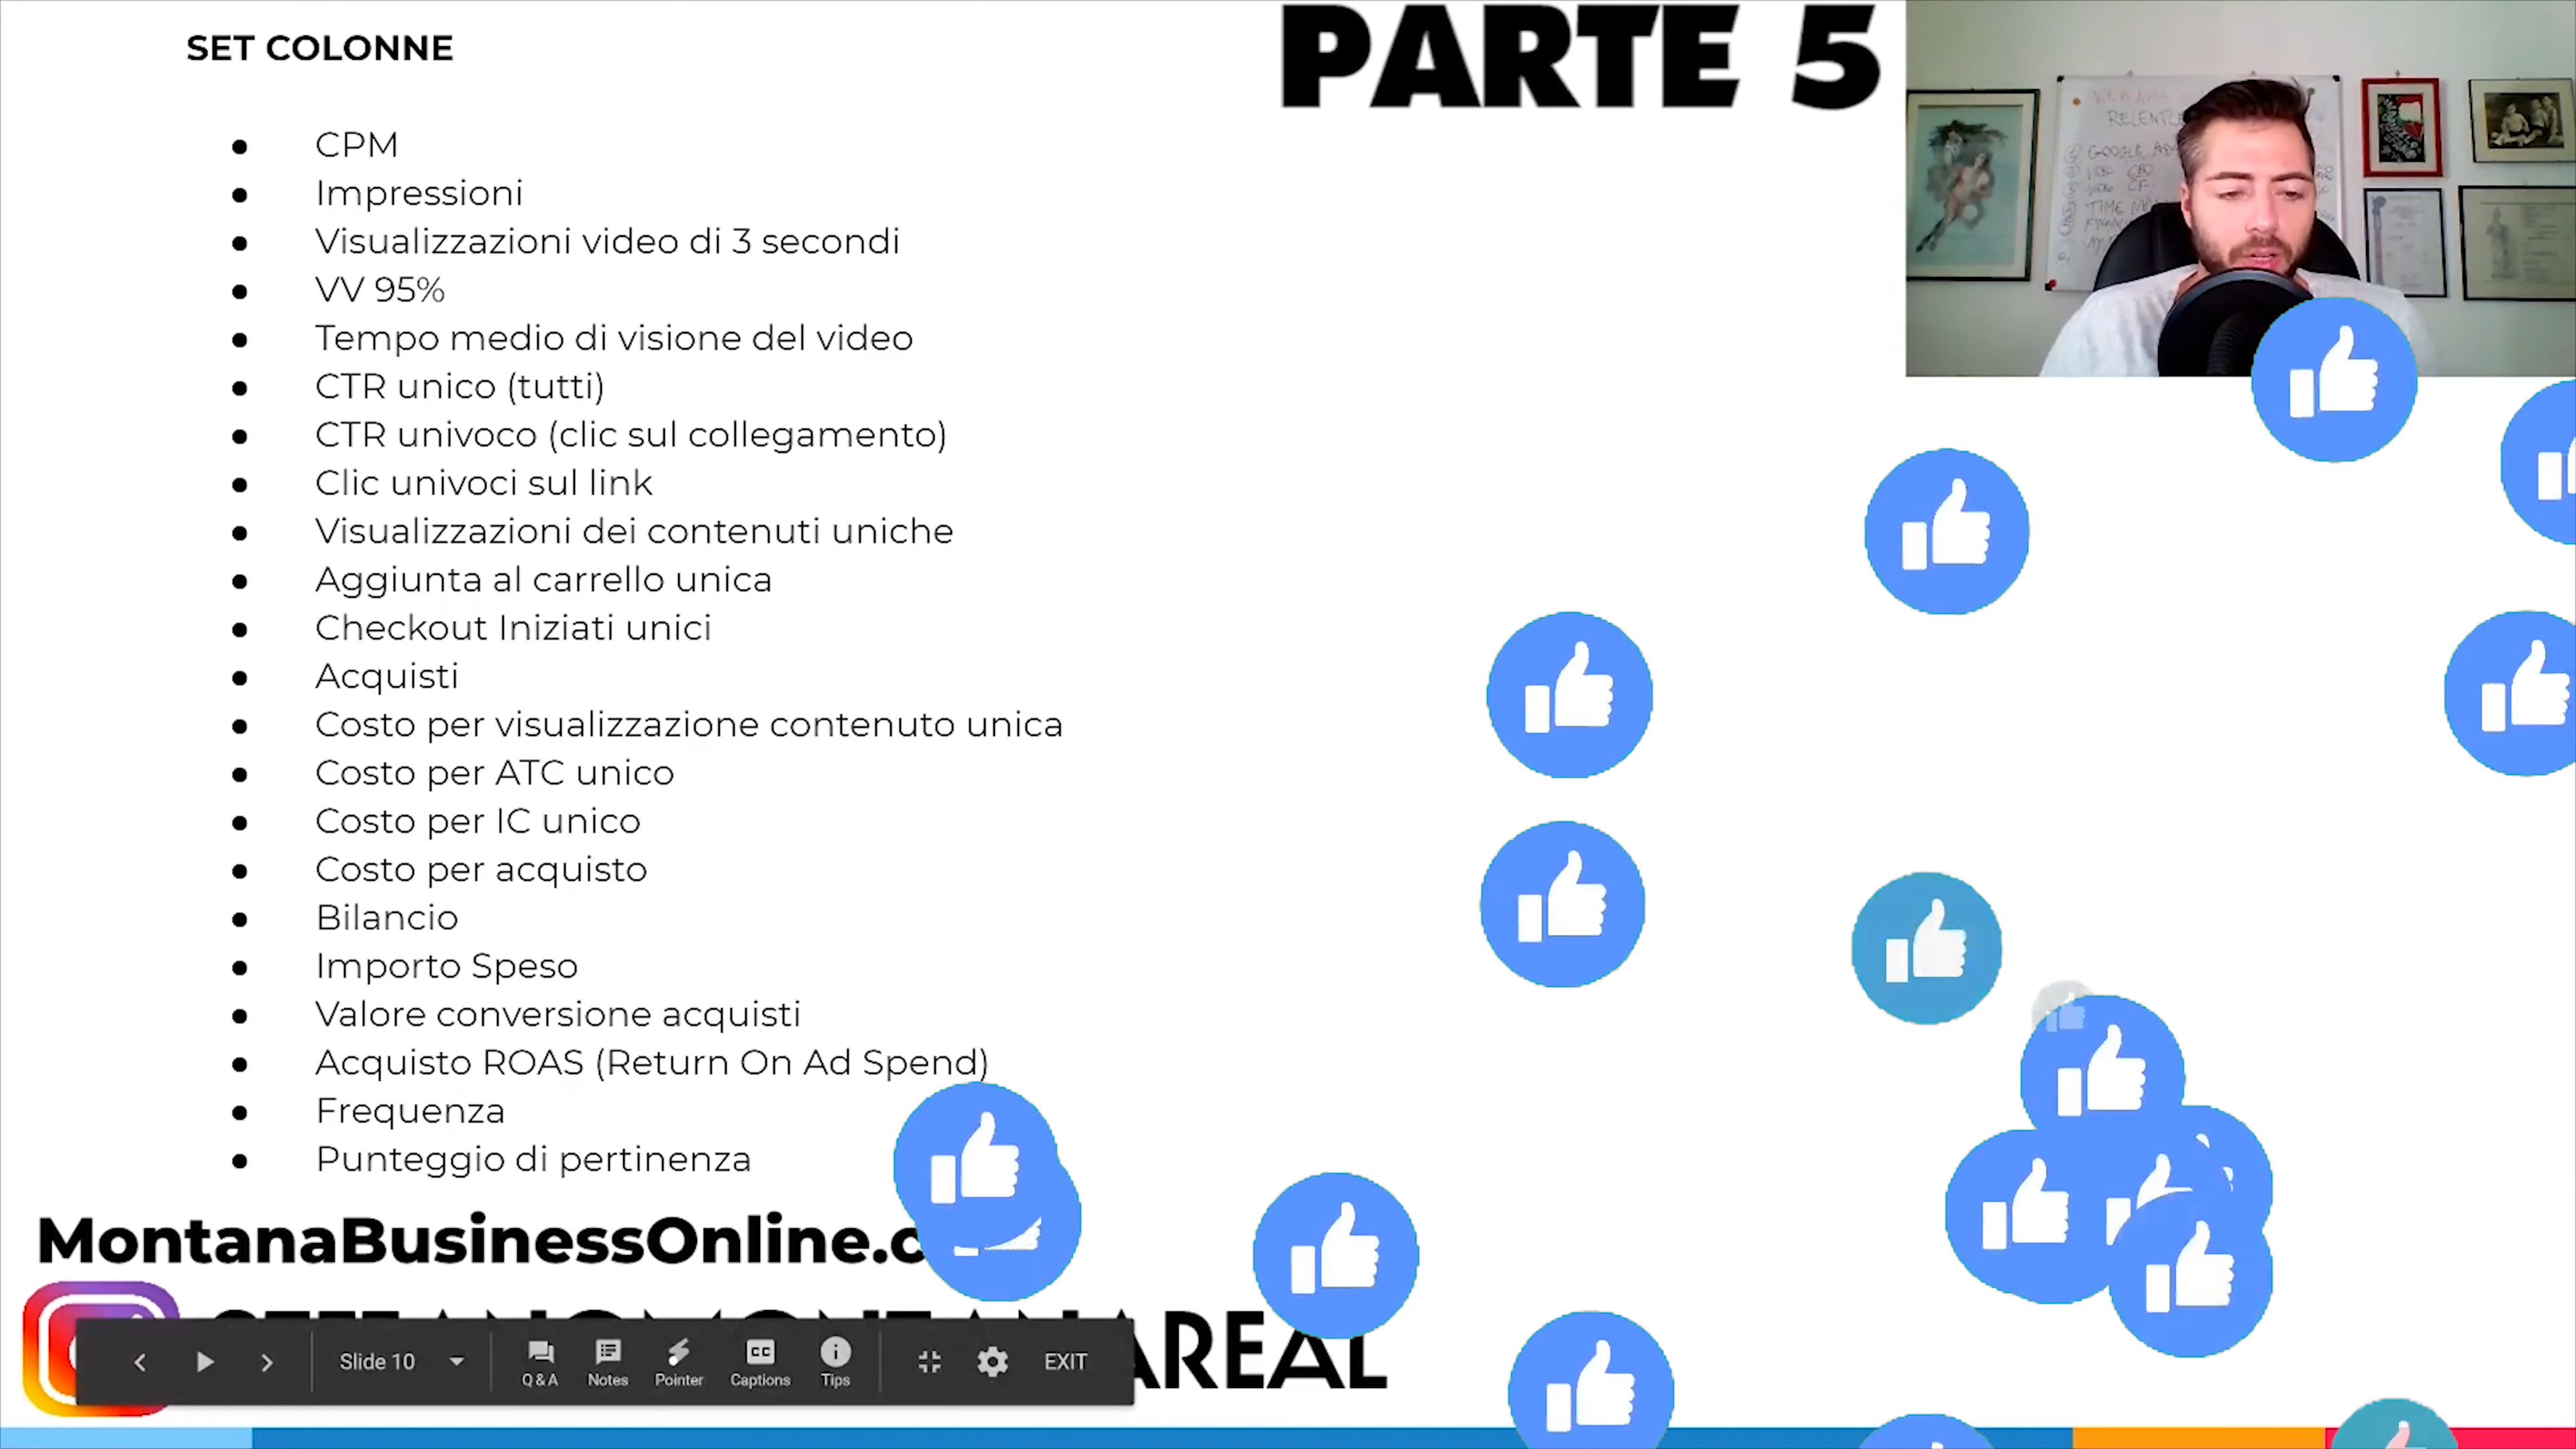 SET COLONNE
PARTE 5
CPM
Impressioni
Visualizzazioni video di 3 secondi
VV 95%
Tempo medio di visione del video
CTR unico (tutti)
CTR univoco (clic sul collegamento)
Clic univoci sul link
Visualizzazioni dei contenuti uniche
Aggiunta al carrello unica
Checkout Iniziati unici
Acquisti
Costo per visualizzazione contenuto unica
Costo per ATC unico
Costo per IC unico
Costo per acquisto
Bilancio
Importo Speso
Valore conversione acquisti
Acquisto ROAS (Return On Ad Spend)
Frequenza
Punteggio di pertinenza
MontanaBusinessOnline.c
AREAL
Slide 10
Q & A
Notes
Pointer
CC
Captions
Tips
EXIT